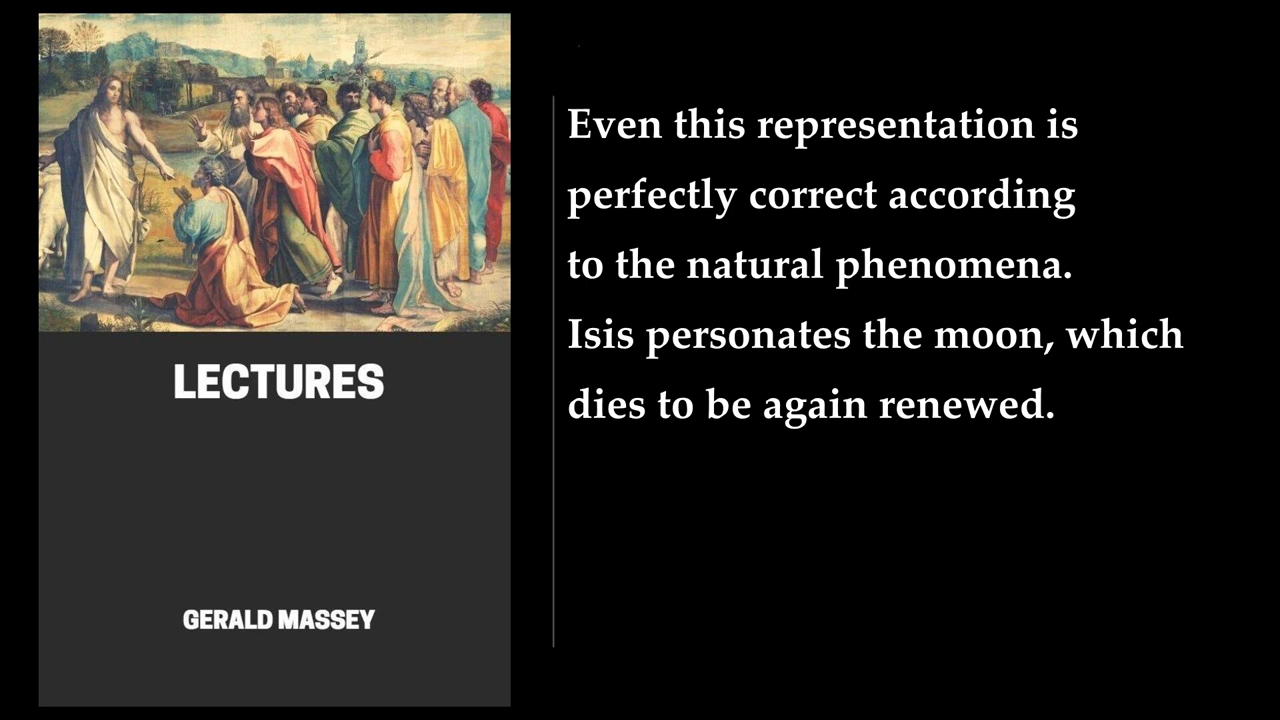 LECTURES
GERALD MASSEY
Even this representation is
perfectly correct according
to the natural phenomena.
Isis personates the moon, which
dies to be again renewed.